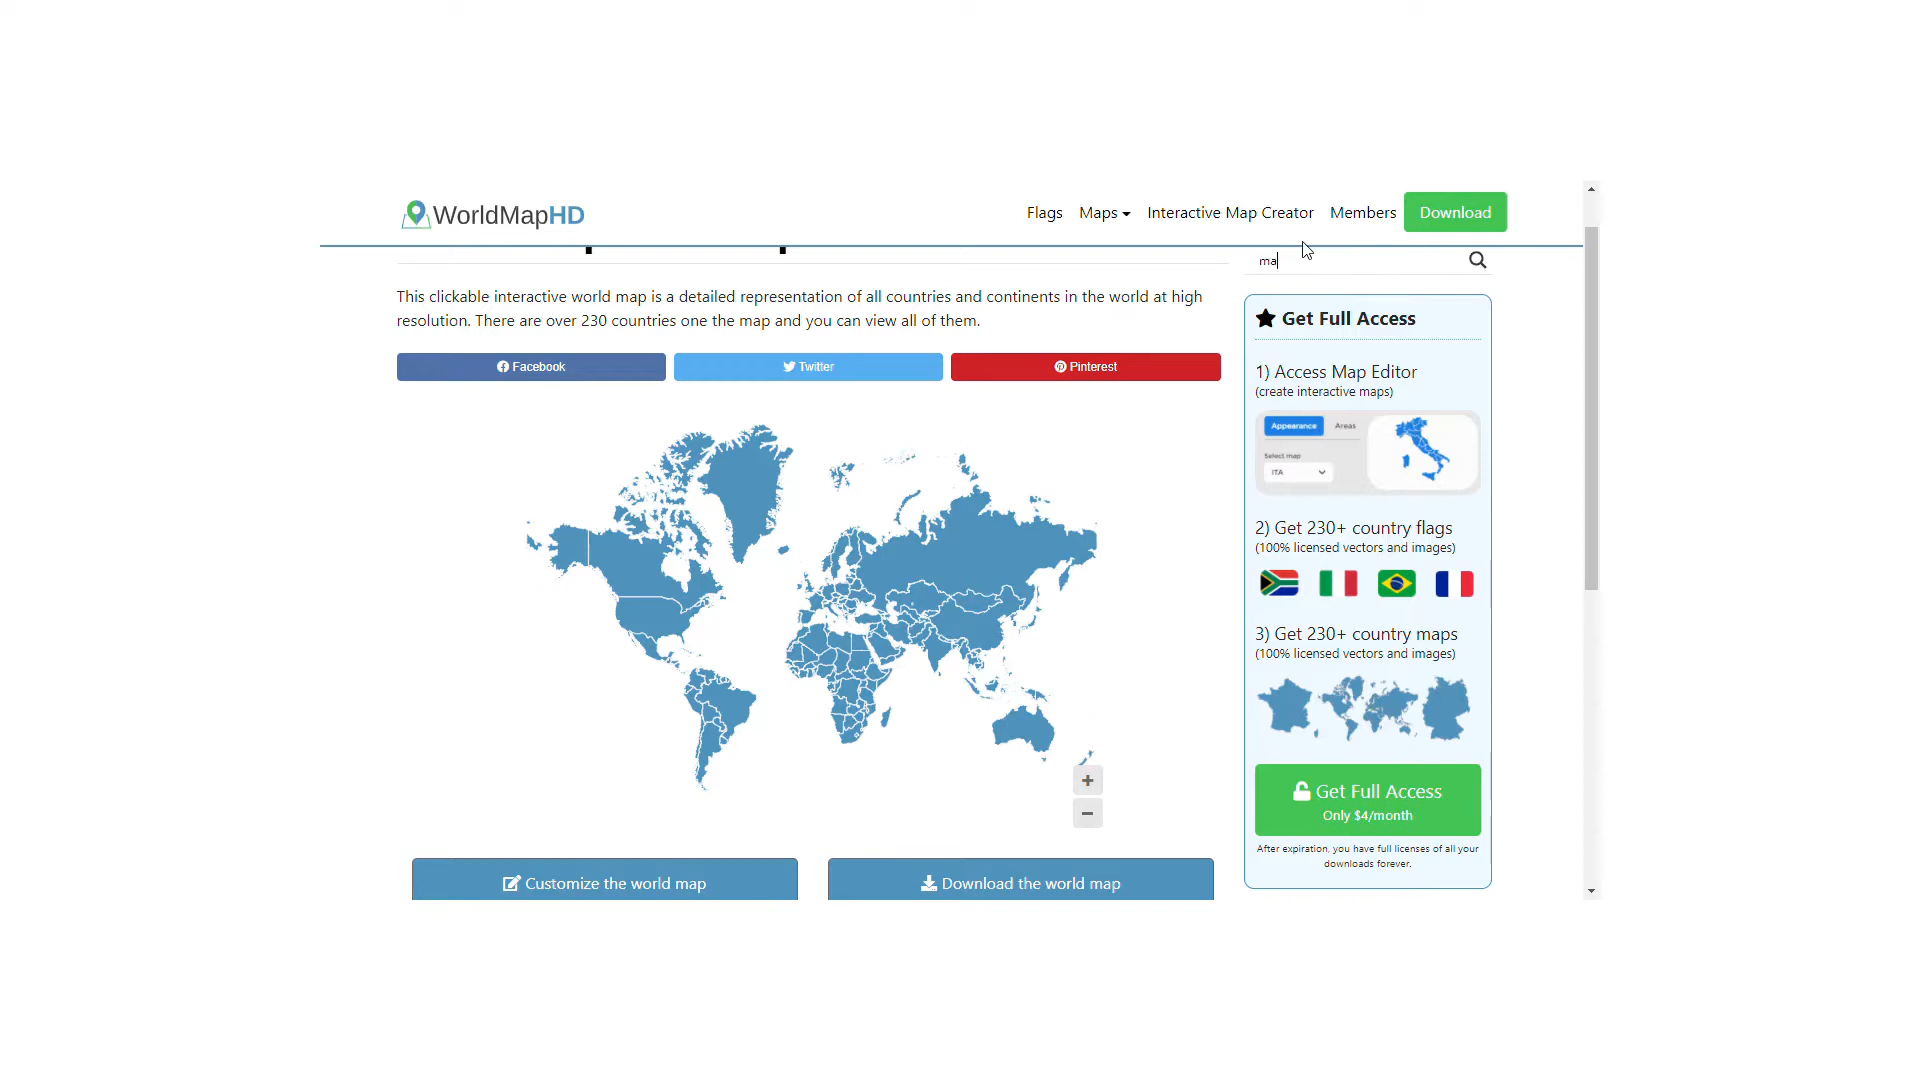 WorldMapHD
Flags Maps Interactive Map Creator Members Download
ma
This clickable interactive world map is a detailed representation of all countries and continents in the world at high
resolution. There are over 230 countries one the map and you can view all of them.
Facebook Twitter Pinterest
Get Full Access
1) Access Map Editor
(create interactive maps)
Appearance Areas
Select map
ITA
2) Get 230+ country flags
(100% licensed vectors and images)
3) Get 230+ country maps
(100% licensed vectors and images)
+
−
Get Full Access
Only $4/month
After expiration, you have full licenses of all your
downloads forever.
Customize the world map Download the world map